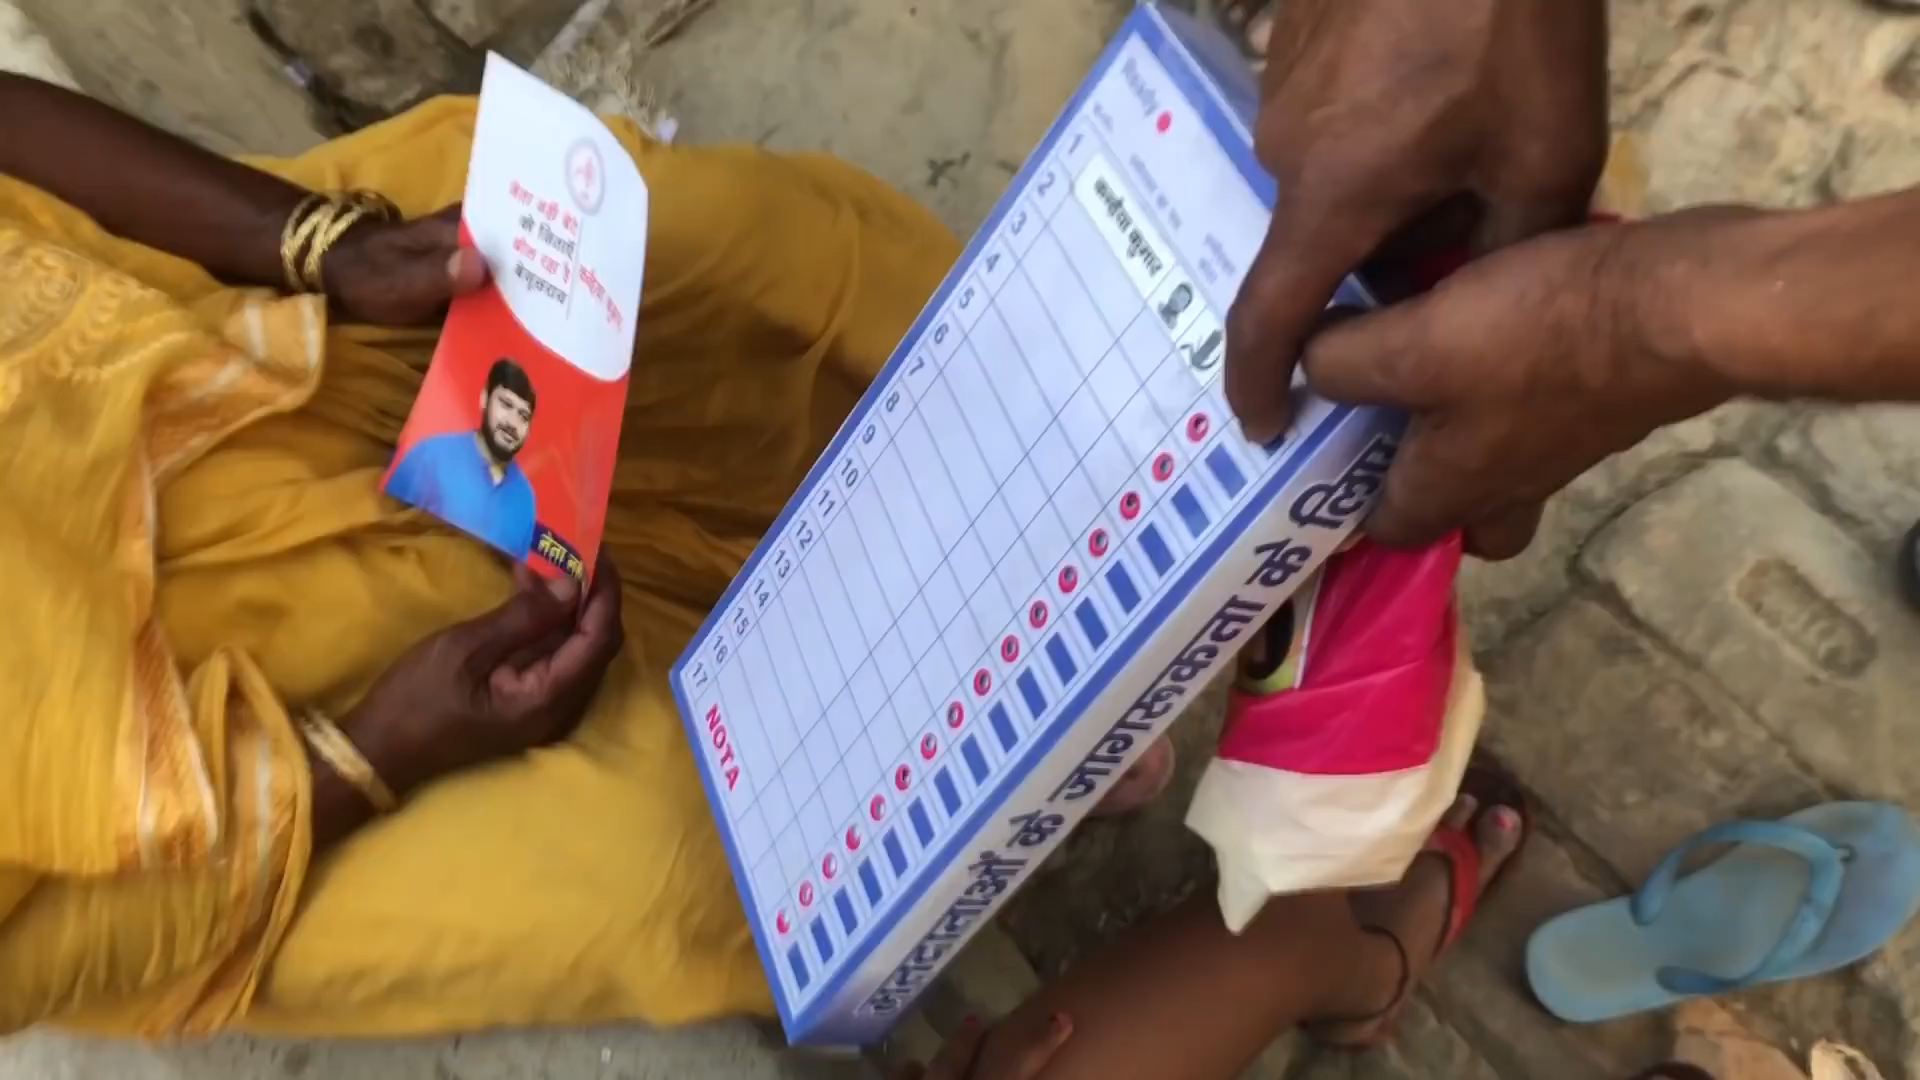 नेता नहीं बेटे
को जिताएँ
बोल रहा है
बेगूसराय
कन्हैया कुमार
नेता नहीं
Ready
1
कन्हैया कुमार
2
3
4
5
6
7
8
9
10
11
12
13
14
15
16
17
NOTA
मतदाताओं के जागरूकता के लिए